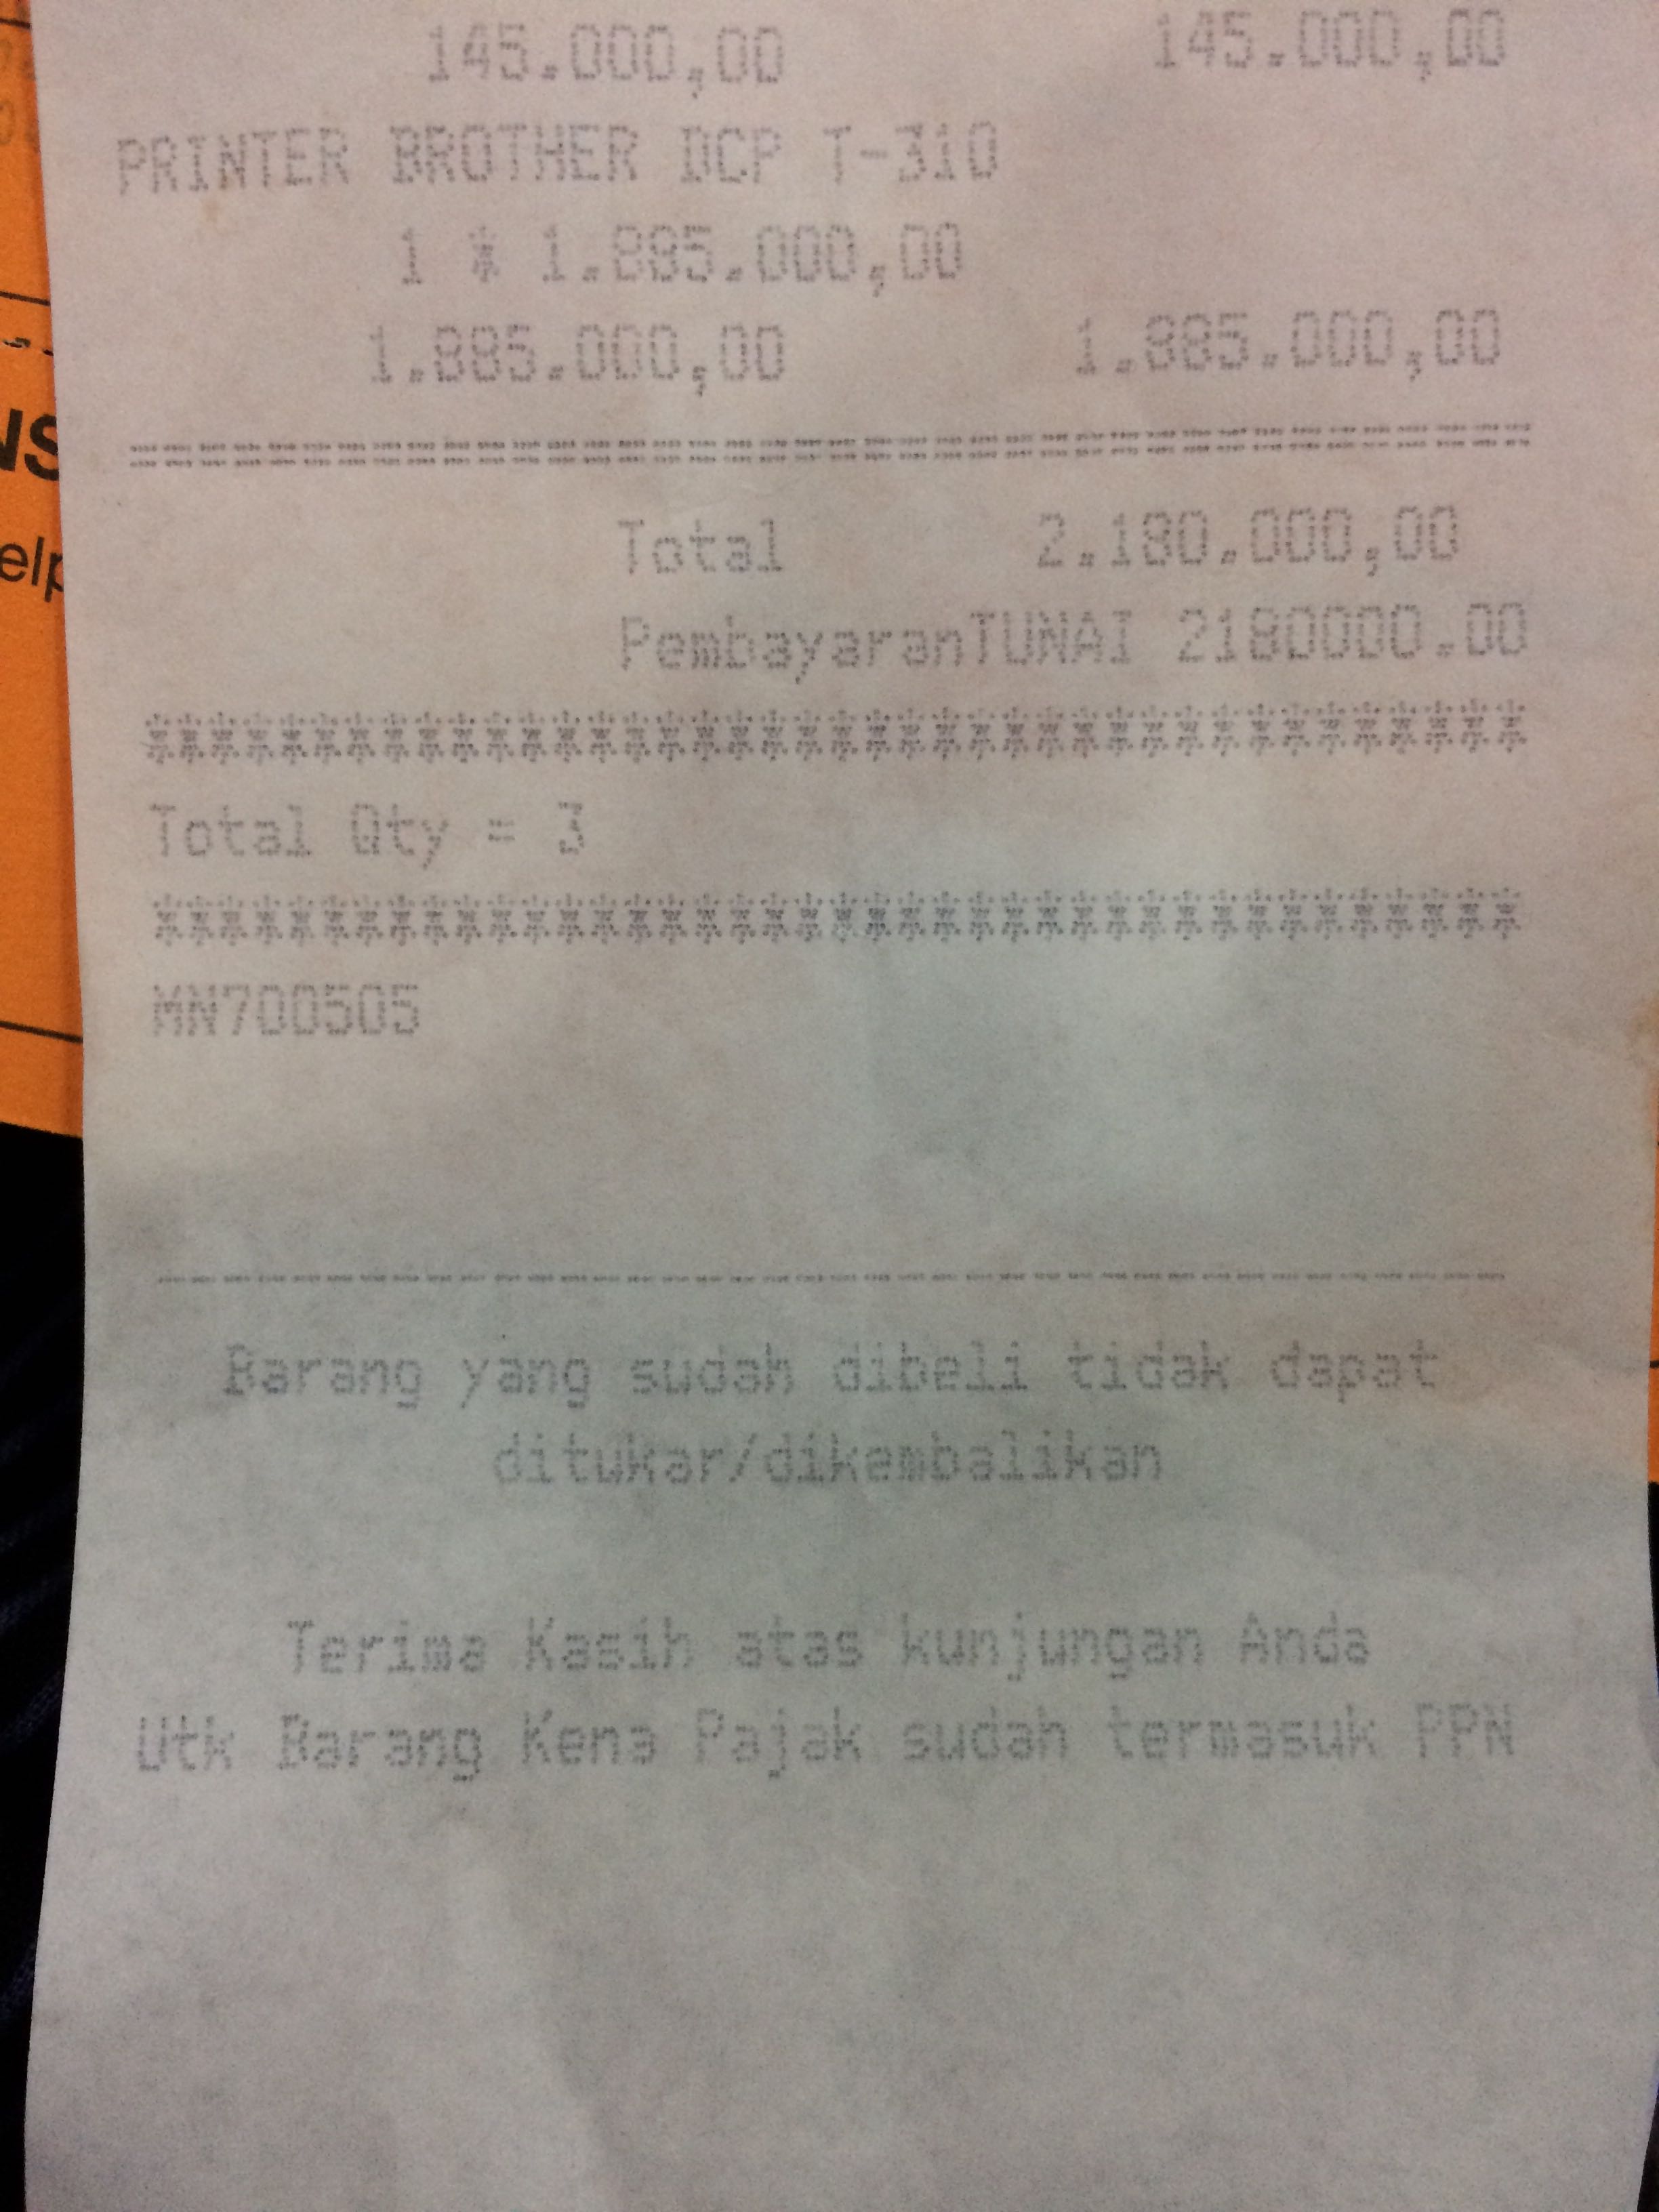 145.000,00 145.000,00
PRINTER BROTHER DCP T-310
1 * 1.885.000,00
1.885.000,00 1.885.000,00
================================
Total 2.180.000,00
PembayaranTUNAI 2180000.00
*****************************************
Total Qty = 3
*****************************************
MN700505
----------------------------------------
Barang yang sudah dibeli tidak dapat
ditukar/dikembalikan
Terima Kasih atas kunjungan Anda
Utk Barang Kena Pajak sudah termasuk PPN